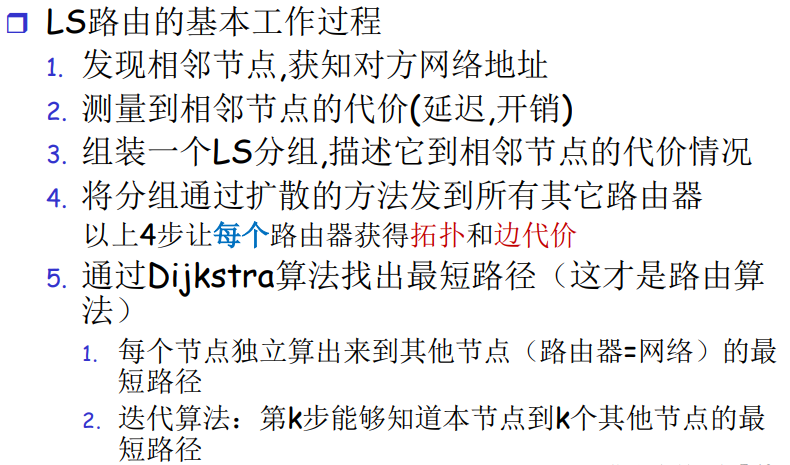 LS路由的基本工作过程
1. 发现相邻节点,获知对方网络地址
2. 测量到相邻节点的代价(延迟,开销)
3. 组装一个LS分组,描述它到相邻节点的代价情况
4. 将分组通过扩散的方法发到所有其它路由器
以上4步让每个路由器获得拓扑和边代价
5. 通过Dijkstra算法找出最短路径（这才是路由算
法）
1. 每个节点独立算出来到其他节点（路由器=网络）的最
短路径
2. 迭代算法：第k步能够知道本节点到k个其他节点的最
短路径